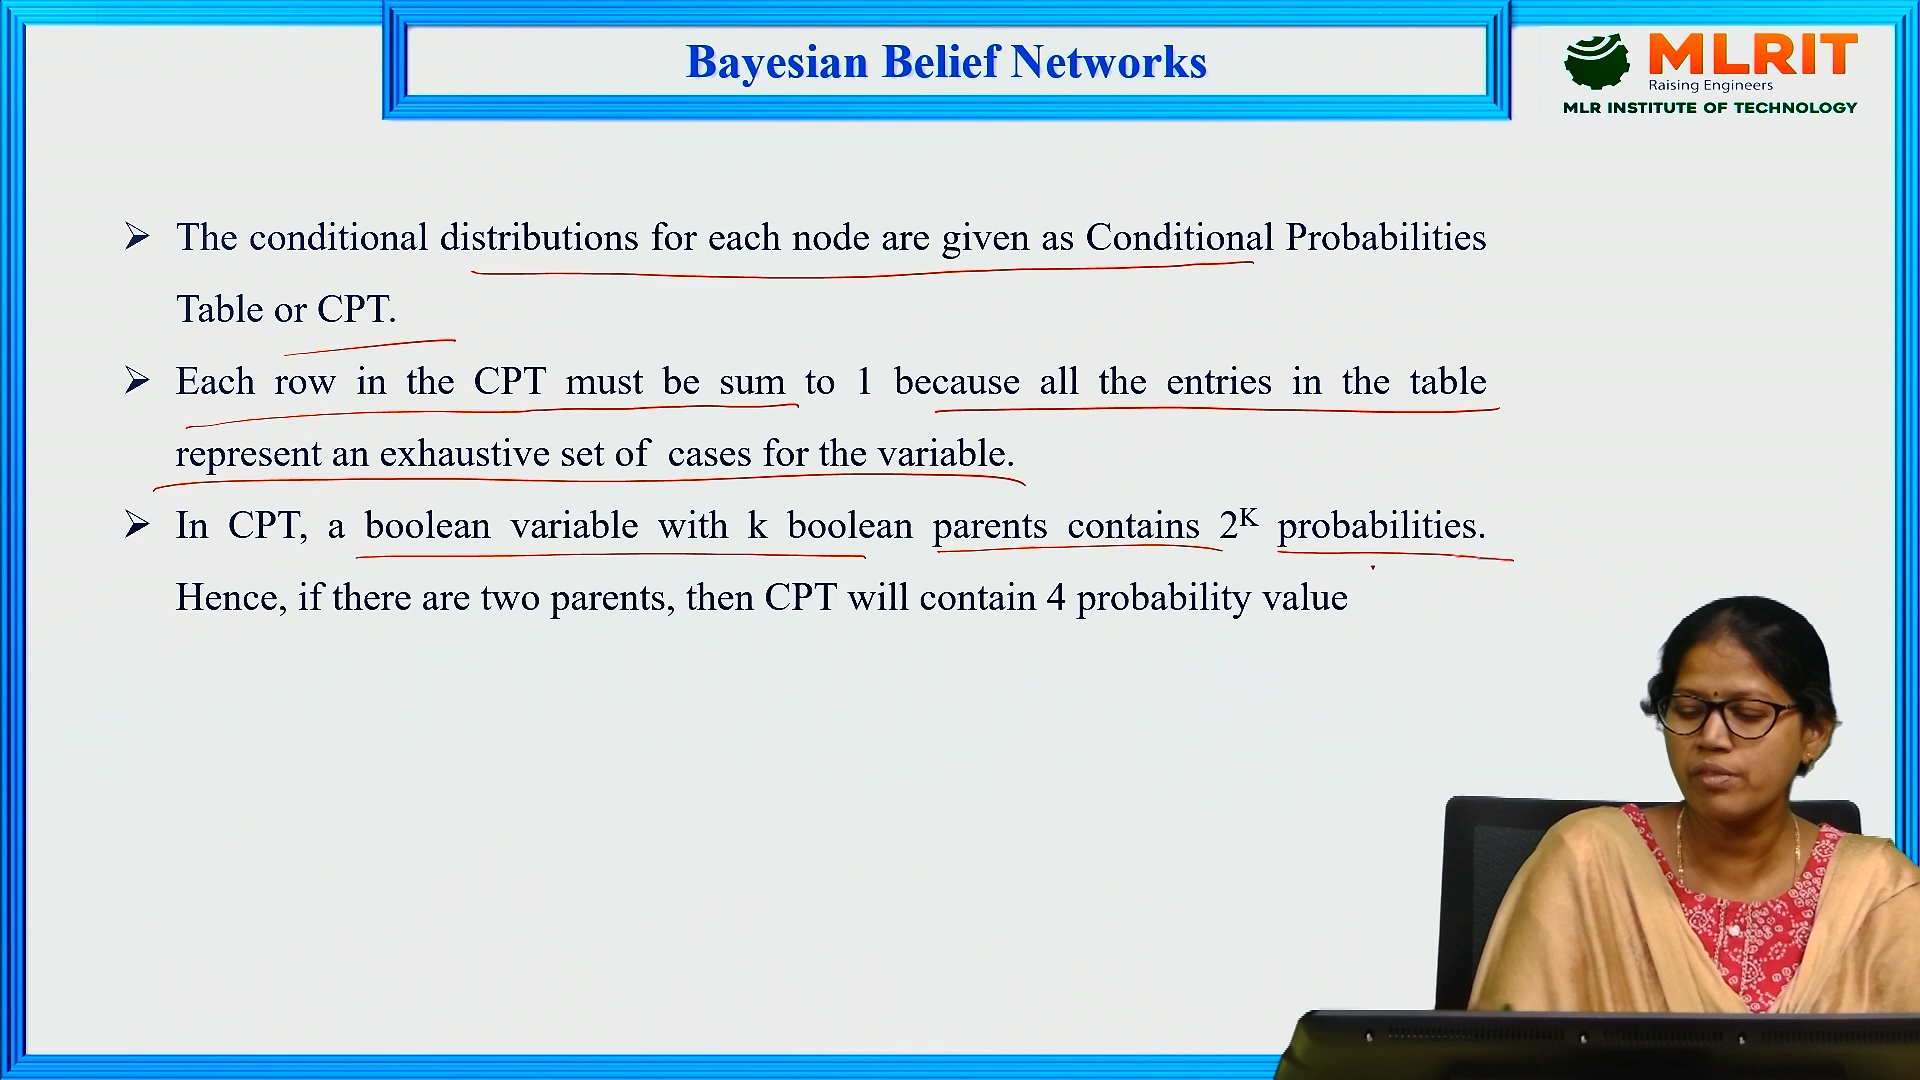 Bayesian Belief Networks
MLRIT
Raising Engineers
MLR INSTITUTE OF TECHNOLOGY
➢ The conditional distributions for each node are given as Conditional Probabilities
Table or CPT.
➢ Each row in the CPT must be sum to 1 because all the entries in the table
represent an exhaustive set of cases for the variable.
➢ In CPT, a boolean variable with k boolean parents contains 2ᴷ probabilities.
Hence, if there are two parents, then CPT will contain 4 probability value